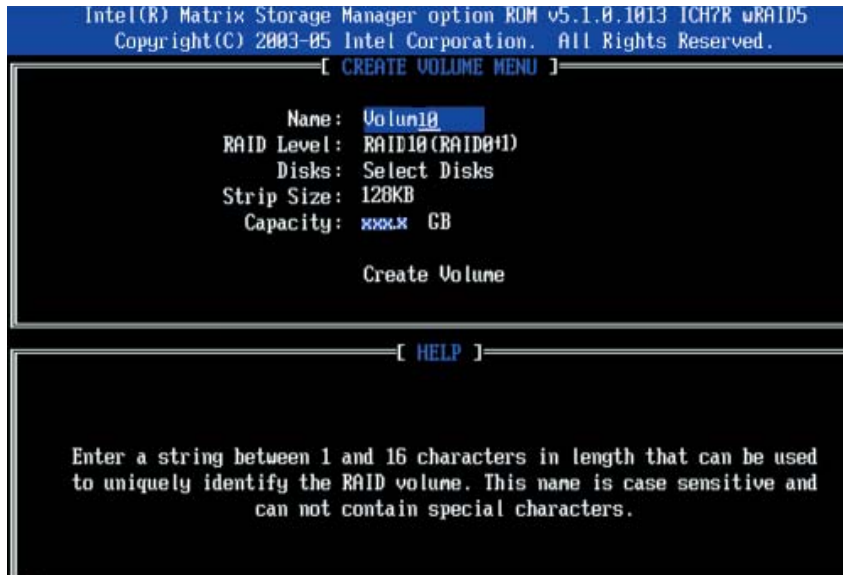 Intel(R) Matrix Storage Manager option ROM v5.1.0.1013 ICH7R wRAID5
Copyright(C) 2003-05 Intel Corporation. All Rights Reserved.
[ CREATE VOLUME MENU ]
Name: Volum10
RAID Level: RAID10(RAID0+1)
Disks: Select Disks
Strip Size: 128KB
Capacity: xxx.x GB
Create Volume
[ HELP ]
Enter a string between 1 and 16 characters in length that can be used
to uniquely identify the RAID volume. This name is case sensitive and
can not contain special characters.